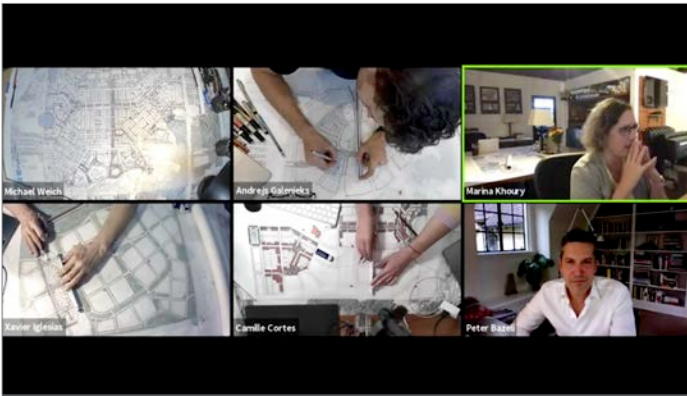 Michael Weich
Andrejs Galenieks
Marina Khoury
Xavier Iglesias
Camille Cortes
Peter Bazeli